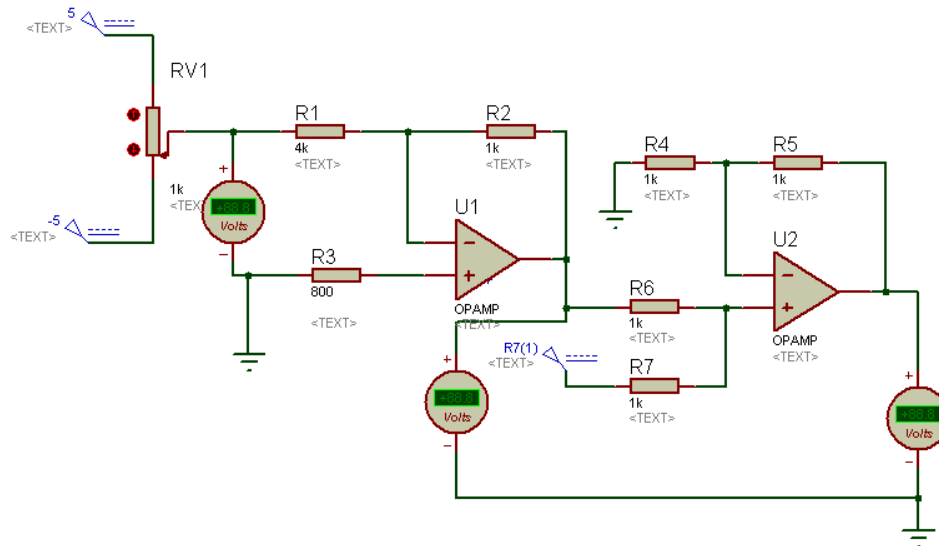 5
<TEXT>
RV1
1k
<TEXT>
-5
<TEXT>
R1
4k
<TEXT>
R2
1k
<TEXT>
+88.8
Volts
R3
800
<TEXT>
U1
OPAMP
<TEXT>
R4
1k
<TEXT>
R5
1k
<TEXT>
U2
OPAMP
<TEXT>
R6
1k
<TEXT>
R7(1)
<TEXT>
R7
1k
<TEXT>
+88.8
Volts
+88.8
Volts